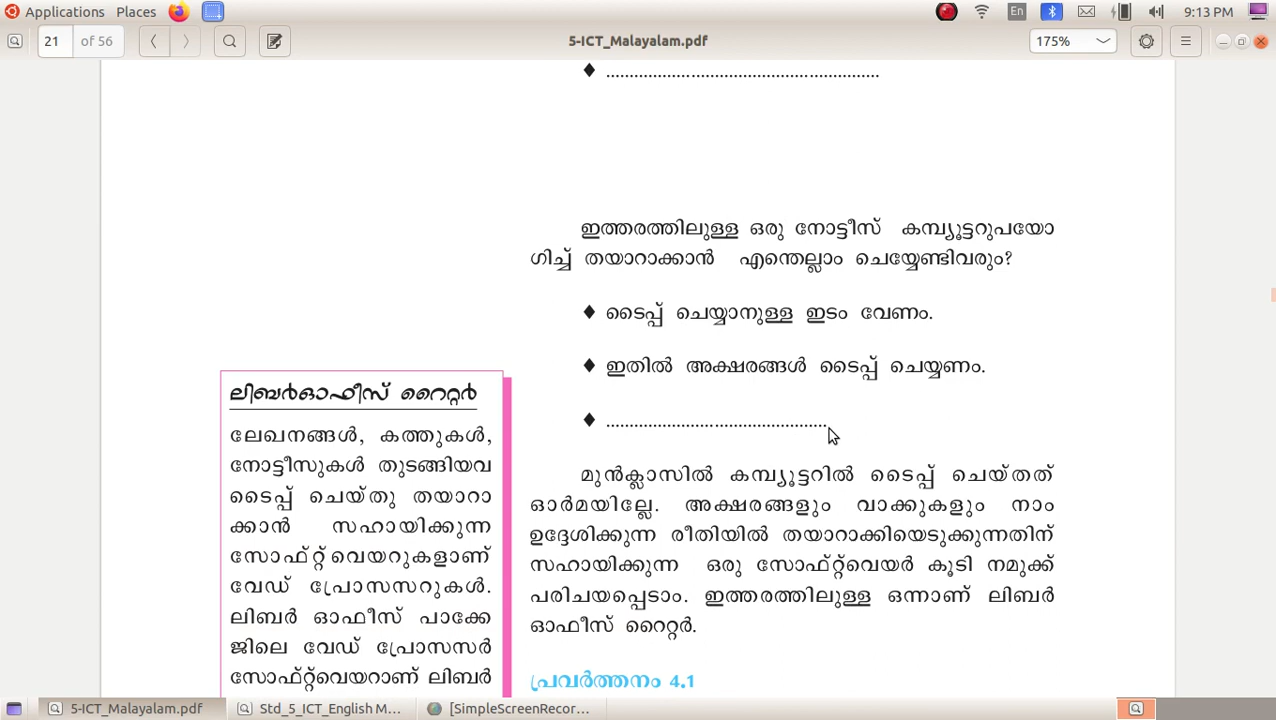 Applications Places En 9:13 PM
21 of 56 5-ICT_Malayalam.pdf 175%
♦ ..........................................................
ഇത്തരത്തിലുള്ള ഒരു നോട്ടീസ് കമ്പ്യൂട്ടറുപയോ
ഗിച്ച് തയാറാക്കാൻ എന്തെല്ലാം ചെയ്യേണ്ടിവരും?
♦ ടൈപ്പ് ചെയ്യാനുള്ള ഇടം വേണം.
♦ ഇതിൽ അക്ഷരങ്ങൾ ടൈപ്പ് ചെയ്യണം.
♦ ...............................................
മുൻക്ലാസിൽ കമ്പ്യൂട്ടറിൽ ടൈപ്പ് ചെയ്തത്
ഓർമയില്ലേ. അക്ഷരങ്ങളും വാക്കുകളും നാം
ഉദ്ദേശിക്കുന്ന രീതിയിൽ തയാറാക്കിയെടുക്കുന്നതിന്
സഹായിക്കുന്ന ഒരു സോഫ്റ്റ്‌വെയർ കൂടി നമുക്ക്
പരിചയപ്പെടാം. ഇത്തരത്തിലുള്ള ഒന്നാണ് ലിബർ
ഓഫീസ് റൈറ്റർ.
പ്രവർത്തനം 4.1
ലിബർഓഫീസ് റൈറ്റർ
ലേഖനങ്ങൾ, കത്തുകൾ,
നോട്ടീസുകൾ തുടങ്ങിയവ
ടൈപ്പ് ചെയ്തു തയാറാ
ക്കാൻ സഹായിക്കുന്ന
സോഫ്റ്റ്‌വെയറുകളാണ്
വേഡ് പ്രോസസറുകൾ.
ലിബർ ഓഫീസ് പാക്കേ
ജിലെ വേഡ് പ്രോസസർ
സോഫ്റ്റ്‌വെയറാണ് ലിബർ
5-ICT_Malayalam.pdf Std_5_ICT_English M... [SimpleScreenRecor...